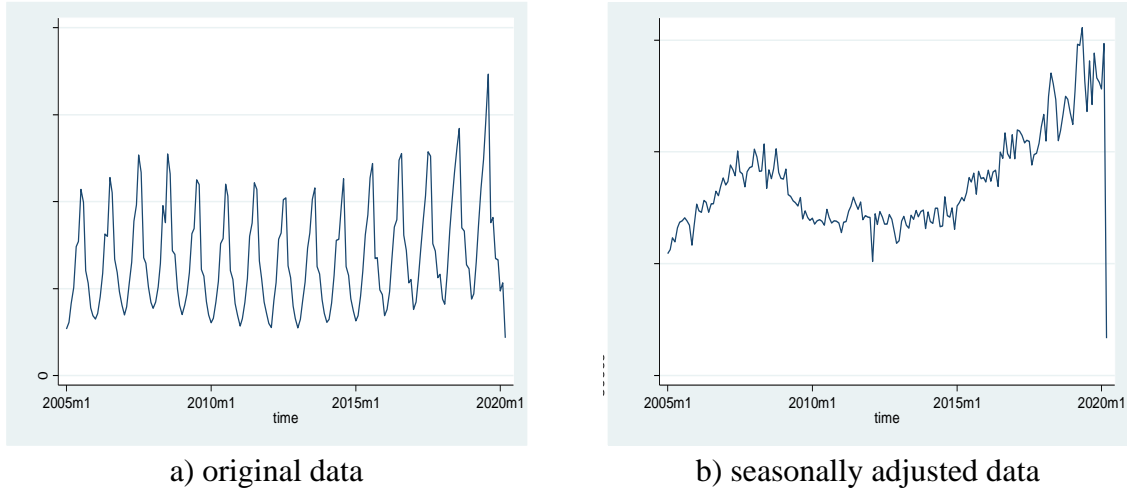 0
2005m1 2010m1 2015m1 2020m1
time
2005m1 2010m1 2015m1 2020m1
time
a) original data
b) seasonally adjusted data